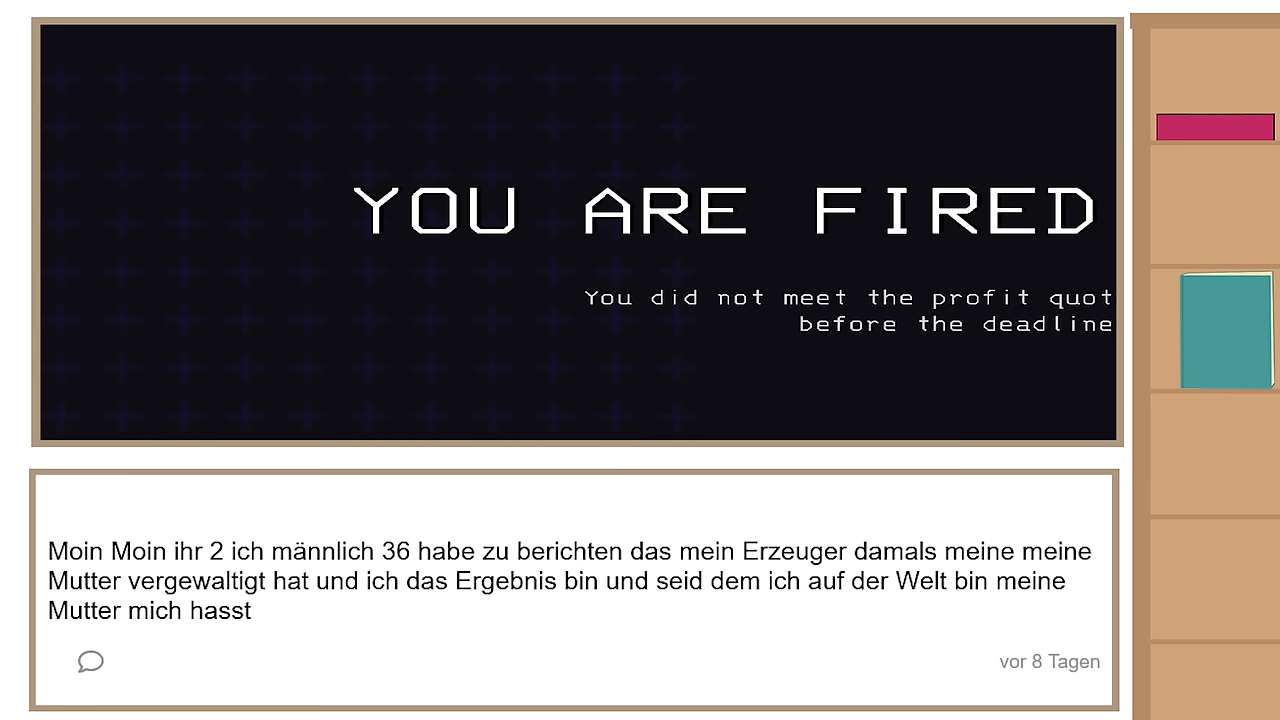 YOU ARE FIRED
You did not meet the profit quot
before the deadline
Moin Moin ihr 2 ich männlich 36 habe zu berichten das mein Erzeuger damals meine meine
Mutter vergewaltigt hat und ich das Ergebnis bin und seid dem ich auf der Welt bin meine
Mutter mich hasst
vor 8 Tagen